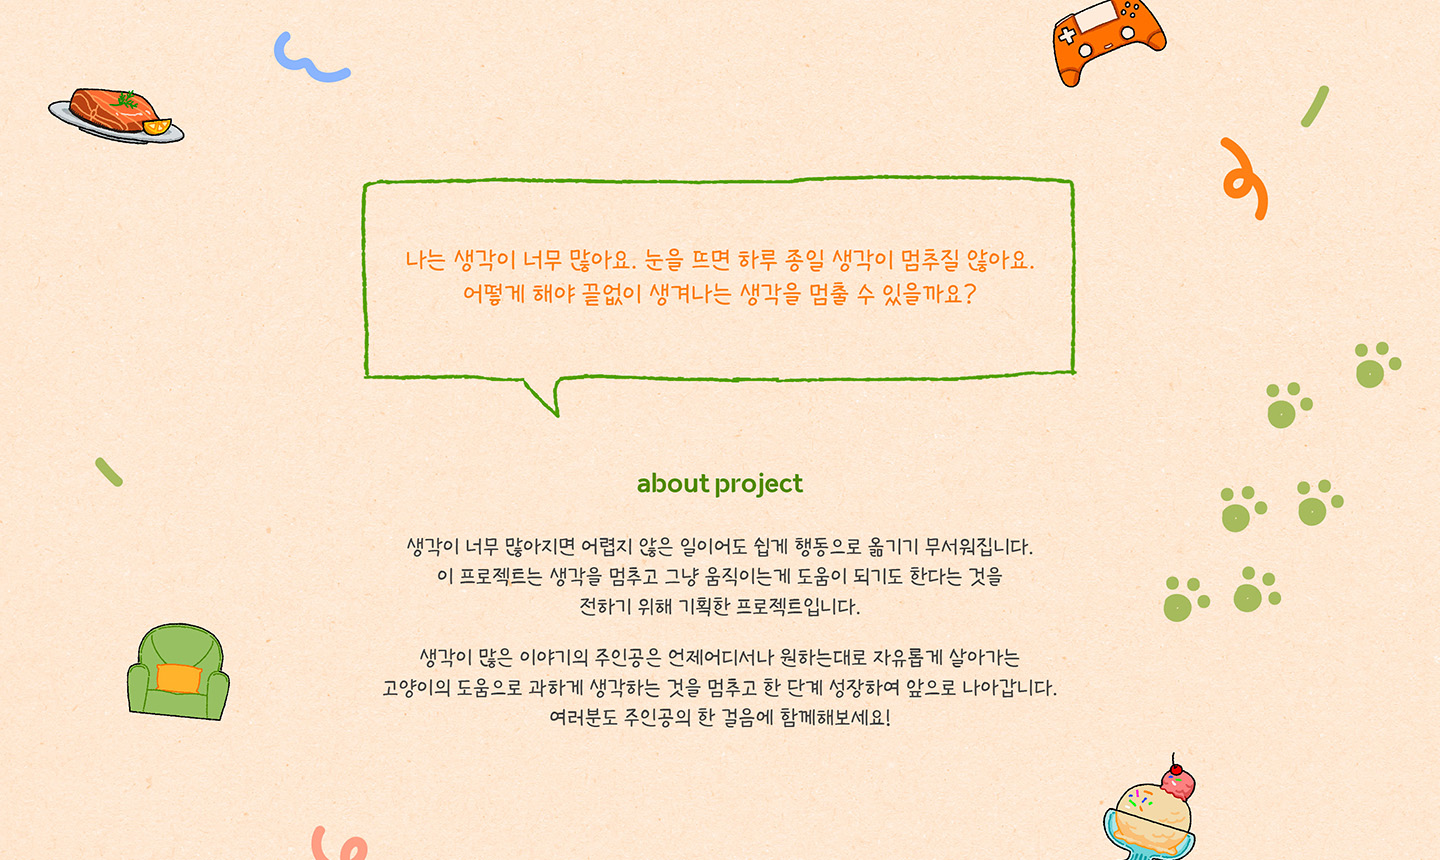 나는 생각이 너무 많아요. 눈을 뜨면 하루 종일 생각이 멈추질 않아요.
어떻게 해야 끝없이 생겨나는 생각을 멈출 수 있을까요?
about project
생각이 너무 많아지면 어렵지 않은 일이어도 쉽게 행동으로 옮기기 무서워집니다.
이 프로젝트는 생각을 멈추고 그냥 움직이는게 도움이 되기도 한다는 것을
전하기 위해 기획한 프로젝트입니다.
생각이 많은 이야기의 주인공은 언제어디서나 원하는대로 자유롭게 살아가는
고양이의 도움으로 과하게 생각하는 것을 멈추고 한 단계 성장하여 앞으로 나아갑니다.
여러분도 주인공의 한 걸음에 함께해보세요!